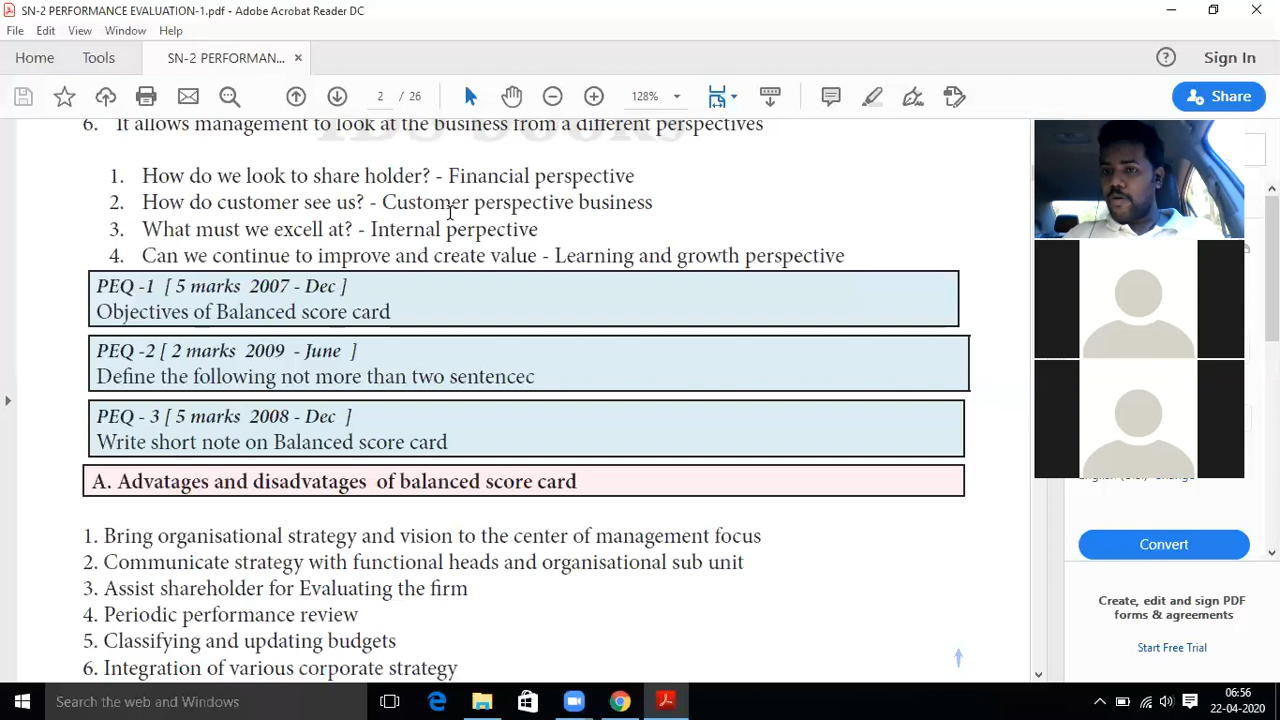 SN-2 PERFORMANCE EVALUATION-1.pdf - Adobe Acrobat Reader DC
File Edit View Window Help
Home Tools SN-2 PERFORMAN... × Sign In
2 / 26 128% Share
6. It allows management to look at the business from a different perspectives
1. How do we look to share holder? - Financial perspective
2. How do customer see us? - Customer perspective business
3. What must we excell at? - Internal perpective
4. Can we continue to improve and create value - Learning and growth perspective
PEQ -1 [ 5 marks 2007 - Dec ]
Objectives of Balanced score card
PEQ -2 [ 2 marks 2009 - June ]
Define the following not more than two sentencec
PEQ - 3 [ 5 marks 2008 - Dec ]
Write short note on Balanced score card
A. Advatages and disadvatages of balanced score card
1. Bring organisational strategy and vision to the center of management focus
2. Communicate strategy with functional heads and organisational sub unit
3. Assist shareholder for Evaluating the firm
4. Periodic performance review
5. Classifying and updating budgets
6. Integration of various corporate strategy
Convert
Create, edit and sign PDF
forms & agreements
Start Free Trial
Search the web and Windows
06:56
22-04-2020